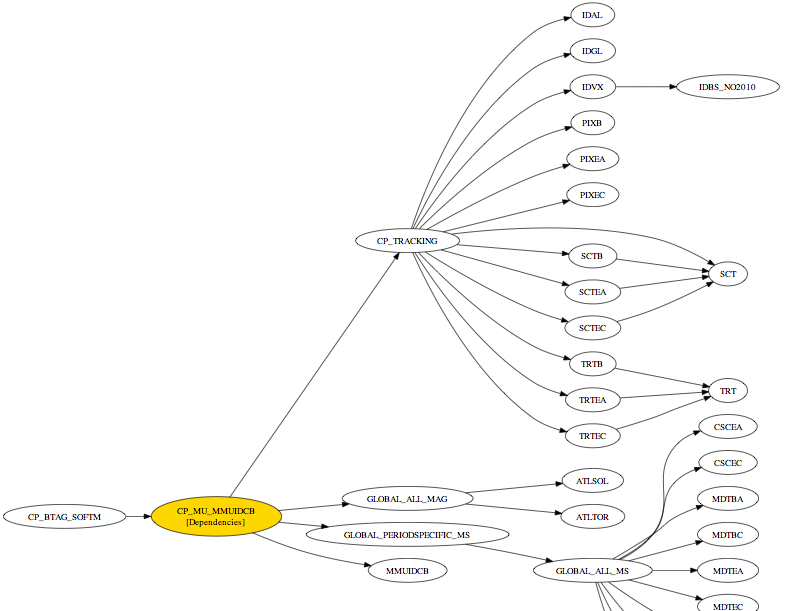 IDAL
IDGL
IDVX
IDBS_NO2010
PIXB
PIXEA
PIXEC
CP_TRACKING
SCTB
SCT
SCTEA
SCTEC
TRTB
TRT
TRTEA
TRTEC
CSCEA
CSCEC
ATLSOL
GLOBAL_ALL_MAG
MDTBA
CP_BTAG_SOFTM
CP_MU_MMUIDCB
[Dependencies]
ATLTOR
GLOBAL_PERIODSPECIFIC_MS
MDTBC
MMUIDCB
GLOBAL_ALL_MS
MDTEA
MDTEC